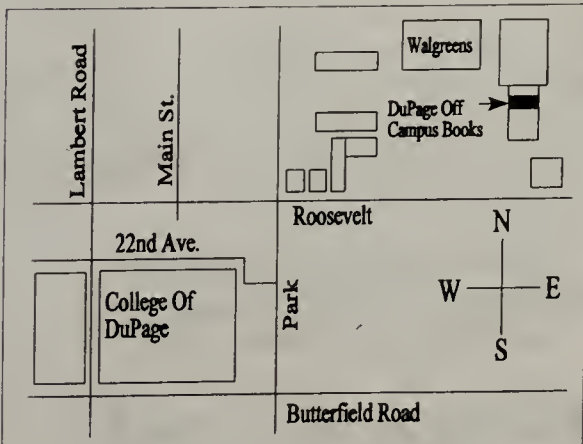 Walgreens
Lambert Road
Main St.
DuPage Off
Campus Books
Roosevelt
N
22nd Ave.
W
E
College Of
DuPage
Park
S
Butterfield Road